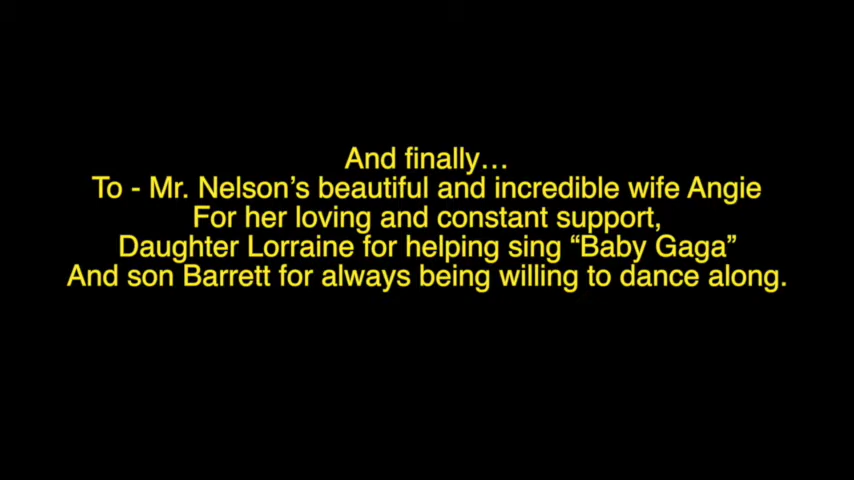 And finally…
To - Mr. Nelson’s beautiful and incredible wife Angie
For her loving and constant support,
Daughter Lorraine for helping sing “Baby Gaga”
And son Barrett for always being willing to dance along.